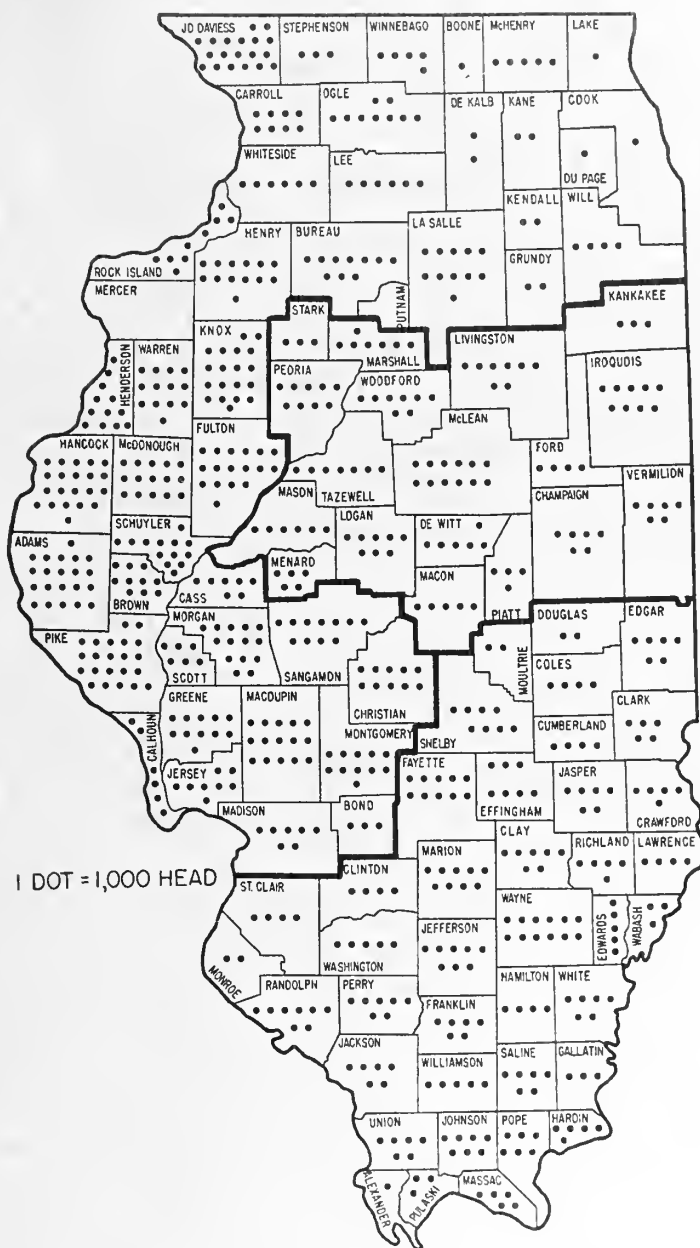 JO DAVIESS
STEPHENSON
WINNEBAGO
BOONE
McHENRY
LAKE
CARROLL
OGLE
DE KALB
KANE
COOK
WHITESIDE
LEE
DU PAGE
KENDALL
WILL
HENRY
BUREAU
LA SALLE
ROCK ISLAND
GRUNDY
MERCER
PUTNAM
KANKAKEE
STARK
KNOX
MARSHALL
LIVINGSTON
HENDERSON
WARREN
PEORIA
WOODFORD
IROQUOIS
McLEAN
HANCOCK
McDONOUGH
FULTON
FORD
MASON
TAZEWELL
CHAMPAIGN
VERMILION
ADAMS
SCHUYLER
LOGAN
DE WITT
MENARD
MACON
PIATT
BROWN
CASS
DOUGLAS
EDGAR
PIKE
MORGAN
SCOTT
SANGAMON
MOULTRIE
COLES
GREENE
MACOUPIN
CHRISTIAN
CLARK
CALHOUN
MONTGOMERY
SHELBY
CUMBERLAND
JERSEY
FAYETTE
EFFINGHAM
JASPER
CRAWFORD
MADISON
BOND
CLAY
RICHLAND
LAWRENCE
1 DOT = 1,000 HEAD
ST. CLAIR
CLINTON
MARION
WAYNE
EDWARDS
WABASH
JEFFERSON
WASHINGTON
MONROE
RANDOLPH
PERRY
HAMILTON
WHITE
FRANKLIN
JACKSON
WILLIAMSON
SALINE
GALLATIN
UNION
JOHNSON
POPE
HARDIN
ALEXANDER
PULASKI
MASSAC